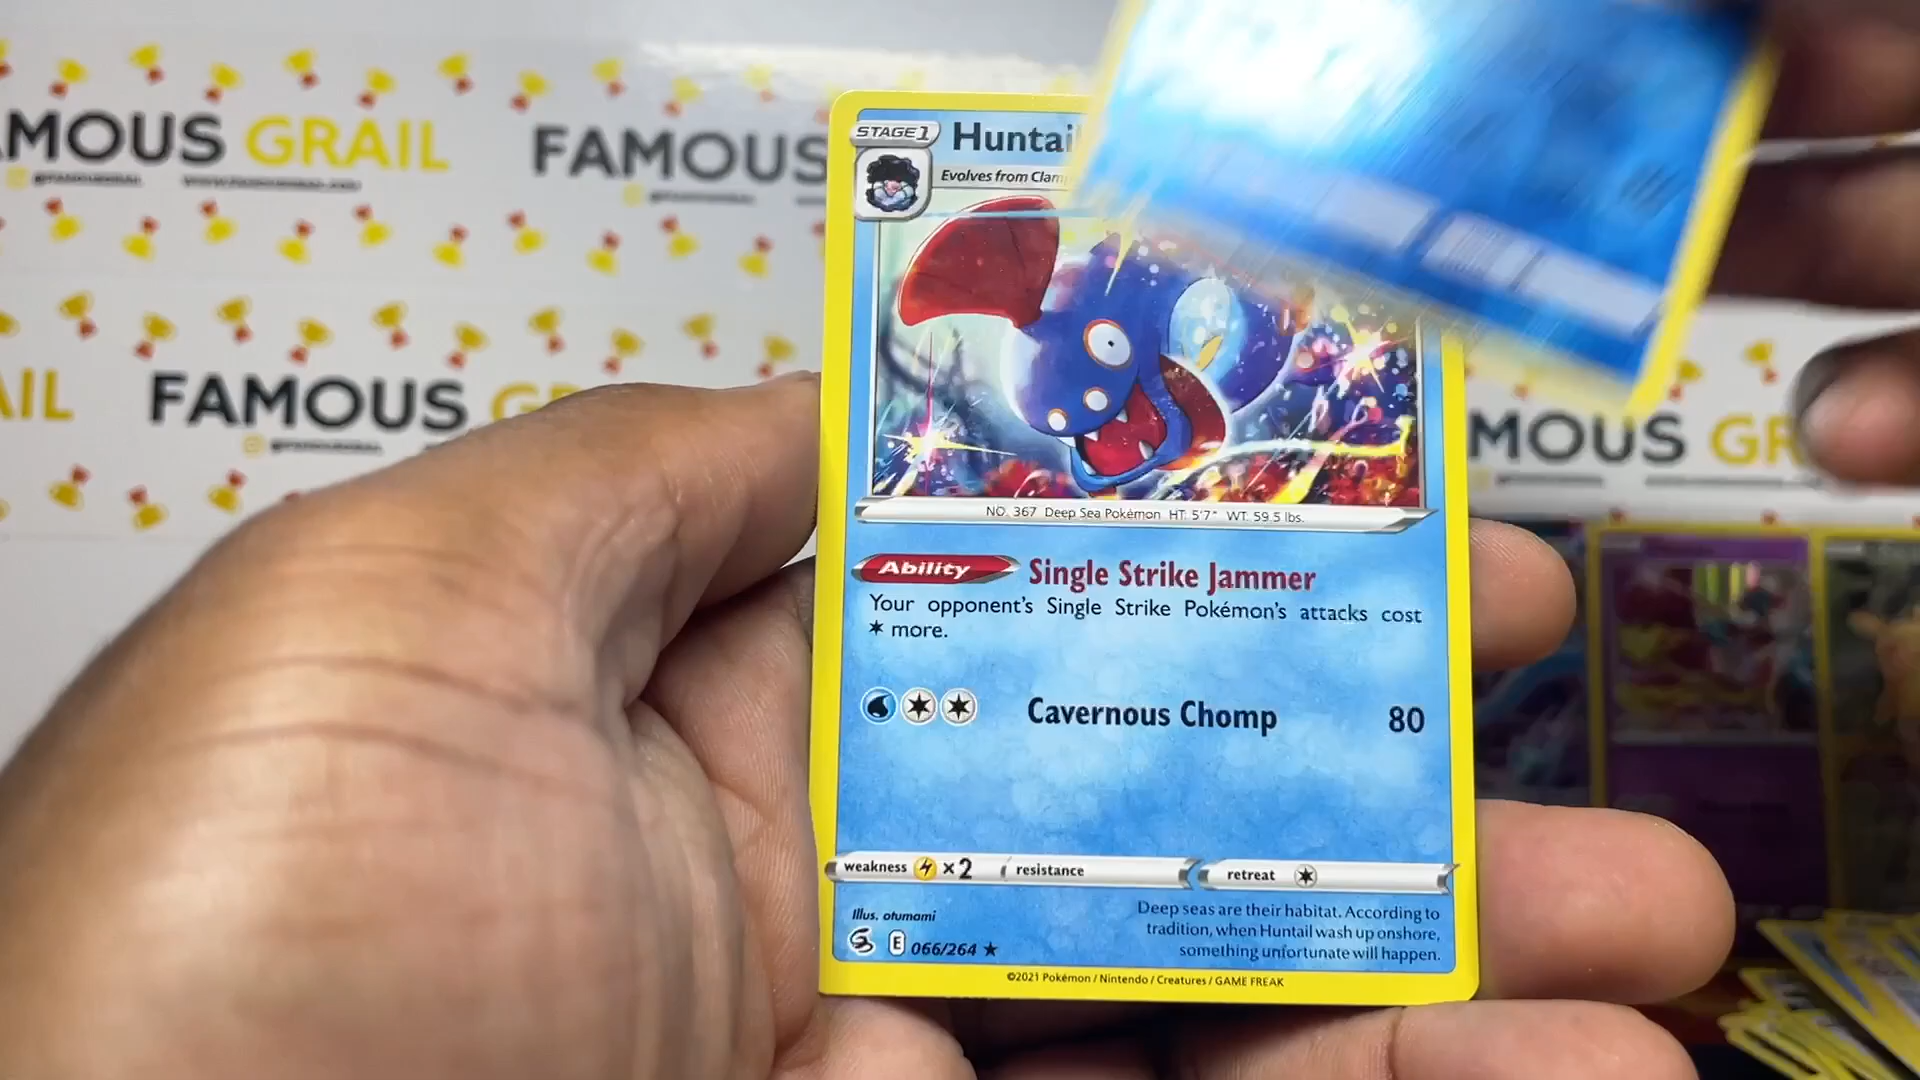 AMOUS GRAIL
FAMOUS
AIL
FAMOUS G
MOUS GR
STAGE 1
Huntail
Evolves from Clam
NO. 367 Deep Sea Pokémon HT: 5'7" WT: 59.5 lbs.
Ability Single Strike Jammer
Your opponent's Single Strike Pokémon's attacks cost
more.
Cavernous Chomp 80
weakness ×2 resistance retreat
Illus. otumami
E 066/264 ★
Deep seas are their habitat. According to
tradition, when Huntail wash up onshore,
something unfortunate will happen.
©2021 Pokémon / Nintendo / Creatures / GAME FREAK